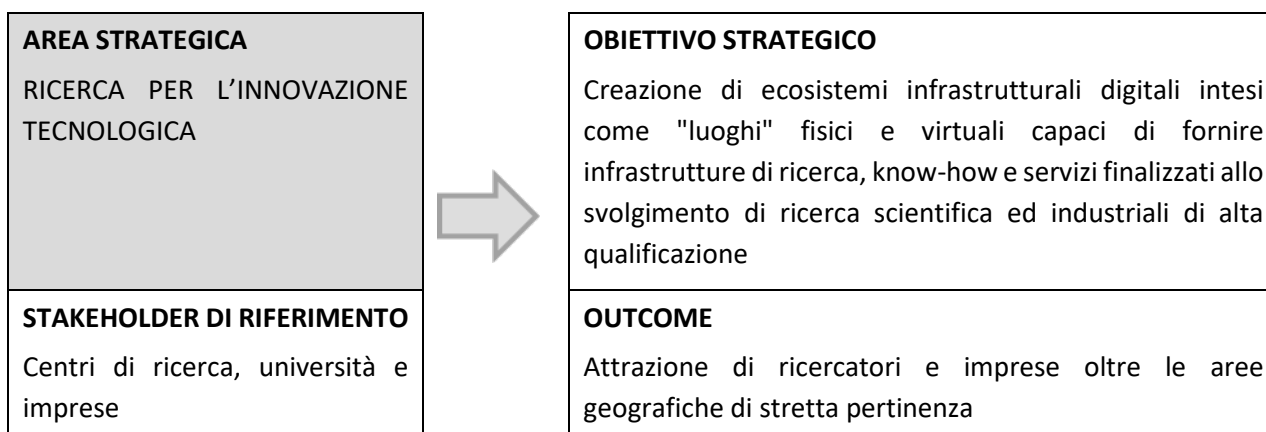 AREA STRATEGICA
RICERCA PER L’INNOVAZIONE
TECNOLOGICA
STAKEHOLDER DI RIFERIMENTO
Centri di ricerca, università e
imprese
OBIETTIVO STRATEGICO
Creazione di ecosistemi infrastrutturali digitali intesi
come "luoghi" fisici e virtuali capaci di fornire
infrastrutture di ricerca, know-how e servizi finalizzati allo
svolgimento di ricerca scientifica ed industriali di alta
qualificazione
OUTCOME
Attrazione di ricercatori e imprese oltre le aree
geografiche di stretta pertinenza